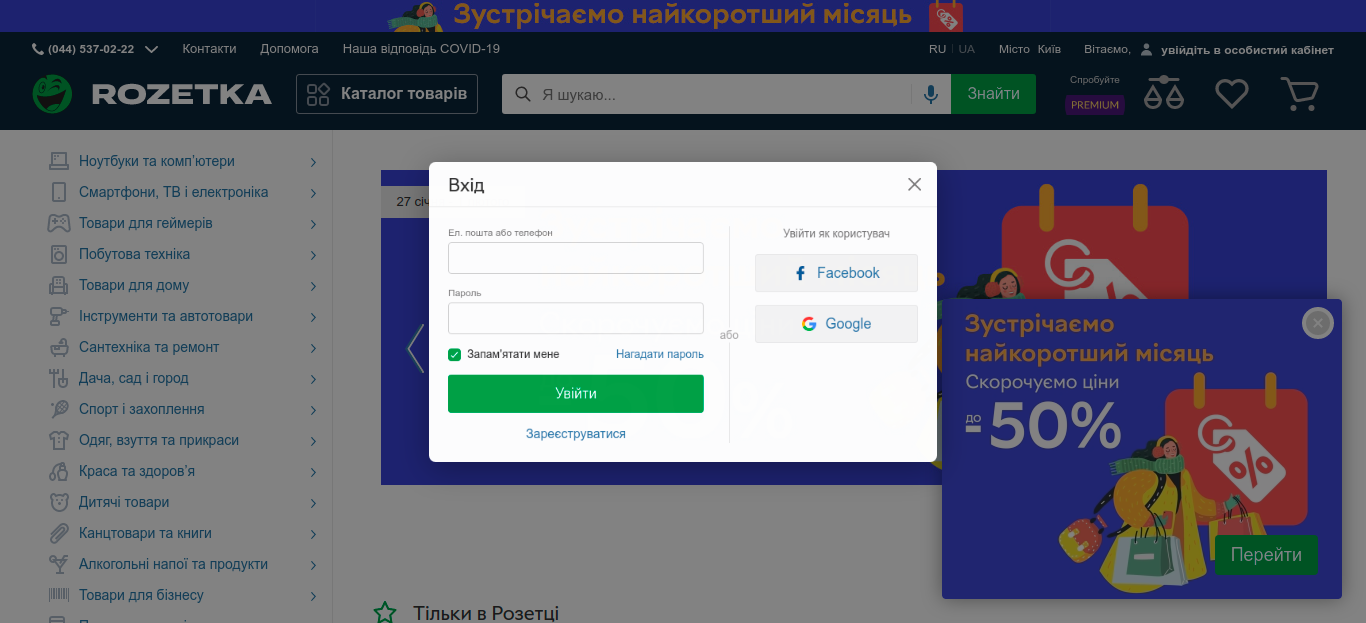 Зустрічаємо найкоротший місяць
(044) 537-02-22 Контакти Допомога Наша відповідь COVID-19 RU | UA Місто Київ Вітаємо, увійдіть в особистий кабінет
ROZETKA Каталог товарів Я шукаю... Знайти
Спробуйте
PREMIUM
Ноутбуки та комп’ютери
Смартфони, ТВ і електроніка
Товари для геймерів
Побутова техніка
Товари для дому
Інструменти та автотовари
Сантехніка та ремонт
Дача, сад і город
Спорт і захоплення
Одяг, взуття та прикраси
Краса та здоров’я
Дитячі товари
Канцтовари та книги
Алкогольні напої та продукти
Товари для бізнесу
27 січ
Вхід
Ел. пошта або телефон
Пароль
Запам’ятати мене Нагадати пароль
Увійти
Зареєструватися
або
Увійти як користувач
Facebook
Google
Зустрічаємо
найкоротший місяць
Скорочуємо ціни
до
-50%
%
Перейти
Тільки в Розетці